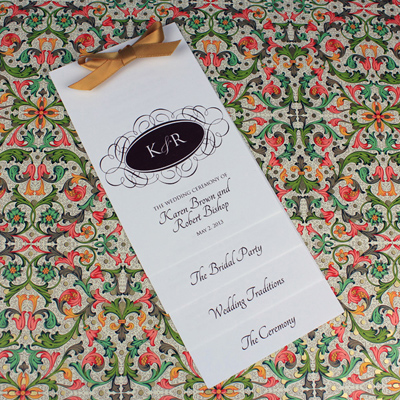 K&R
THE WEDDING CEREMONY OF
Karen Brown and
Robert Bishop
MAY 2, 2013
The Bridal Party
Wedding Traditions
The Ceremony